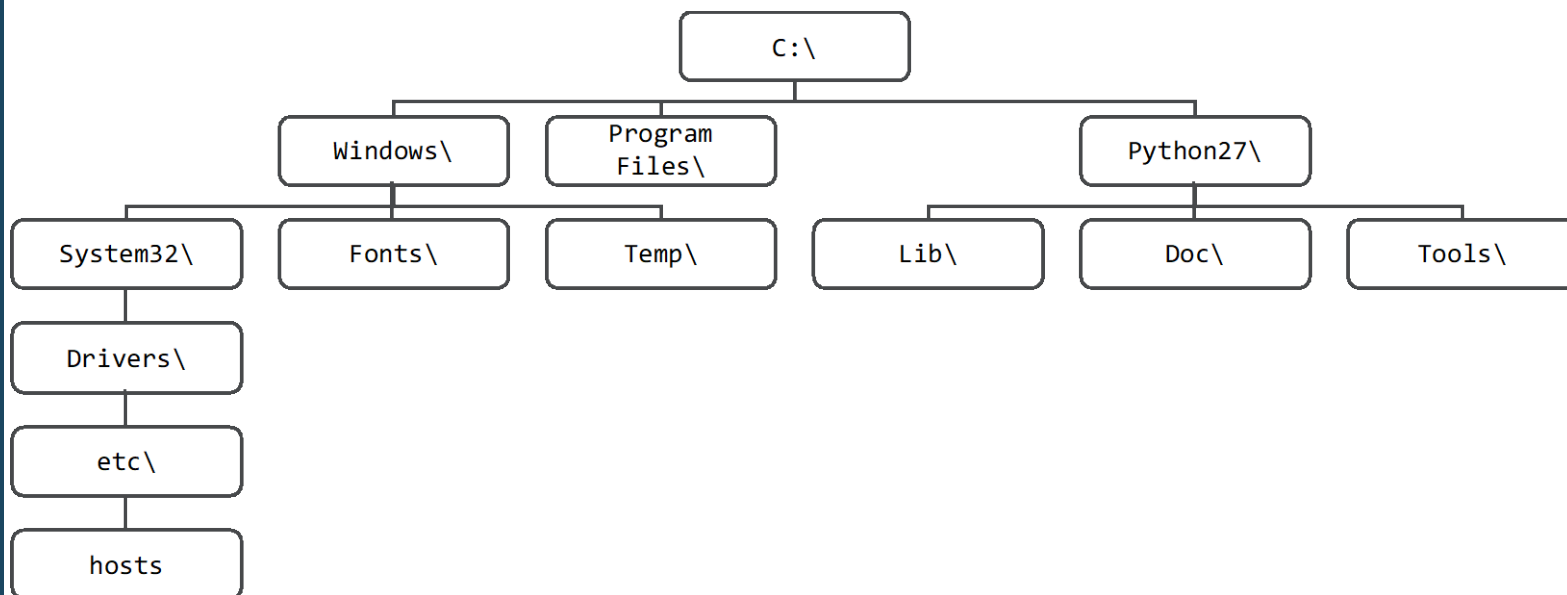 C:\
Windows\
Program
Files\
Python27\
System32\
Fonts\
Temp\
Lib\
Doc\
Tools\
Drivers\
etc\
hosts